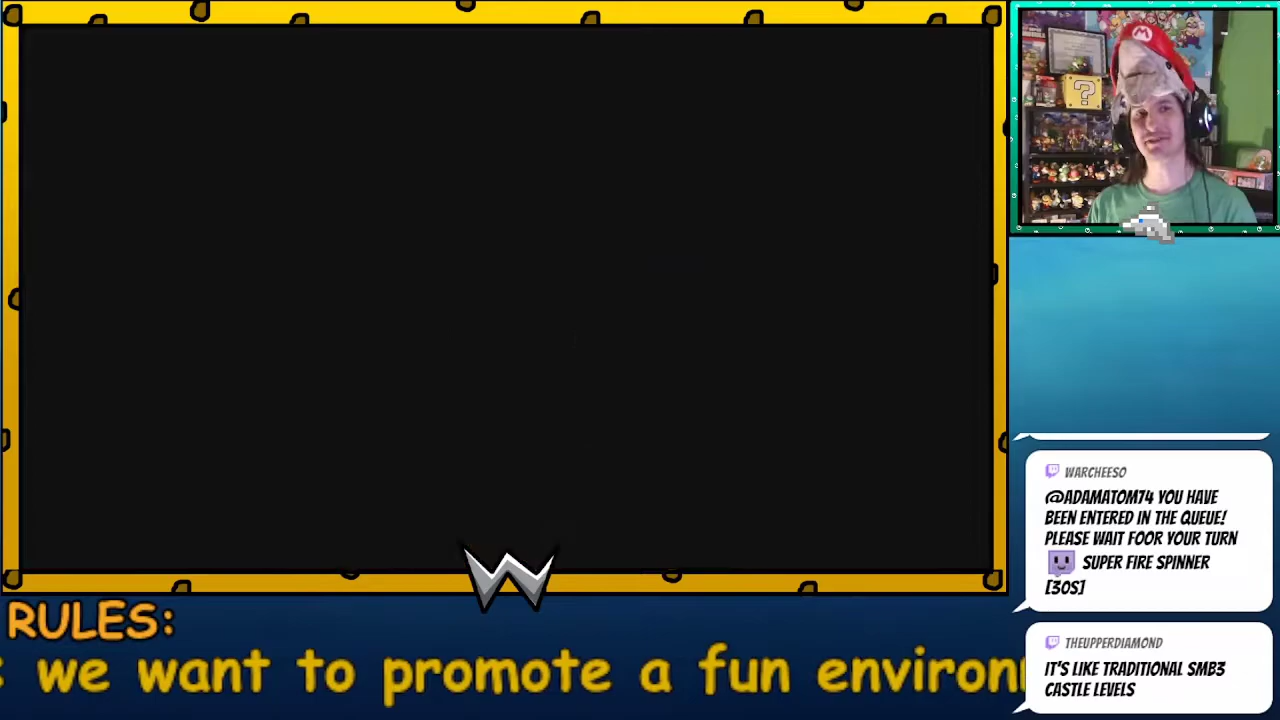 M
?
WARCHEESO
@ADAMATOM74 YOU HAVE
BEEN ENTERED IN THE QUEUE!
PLEASE WAIT FOOR YOUR TURN
SUPER FIRE SPINNER
[30S]
THEUPPERDIAMOND
IT'S LIKE TRADITIONAL SMB3
CASTLE LEVELS
W
RULES:
: we want to promote a fun environ